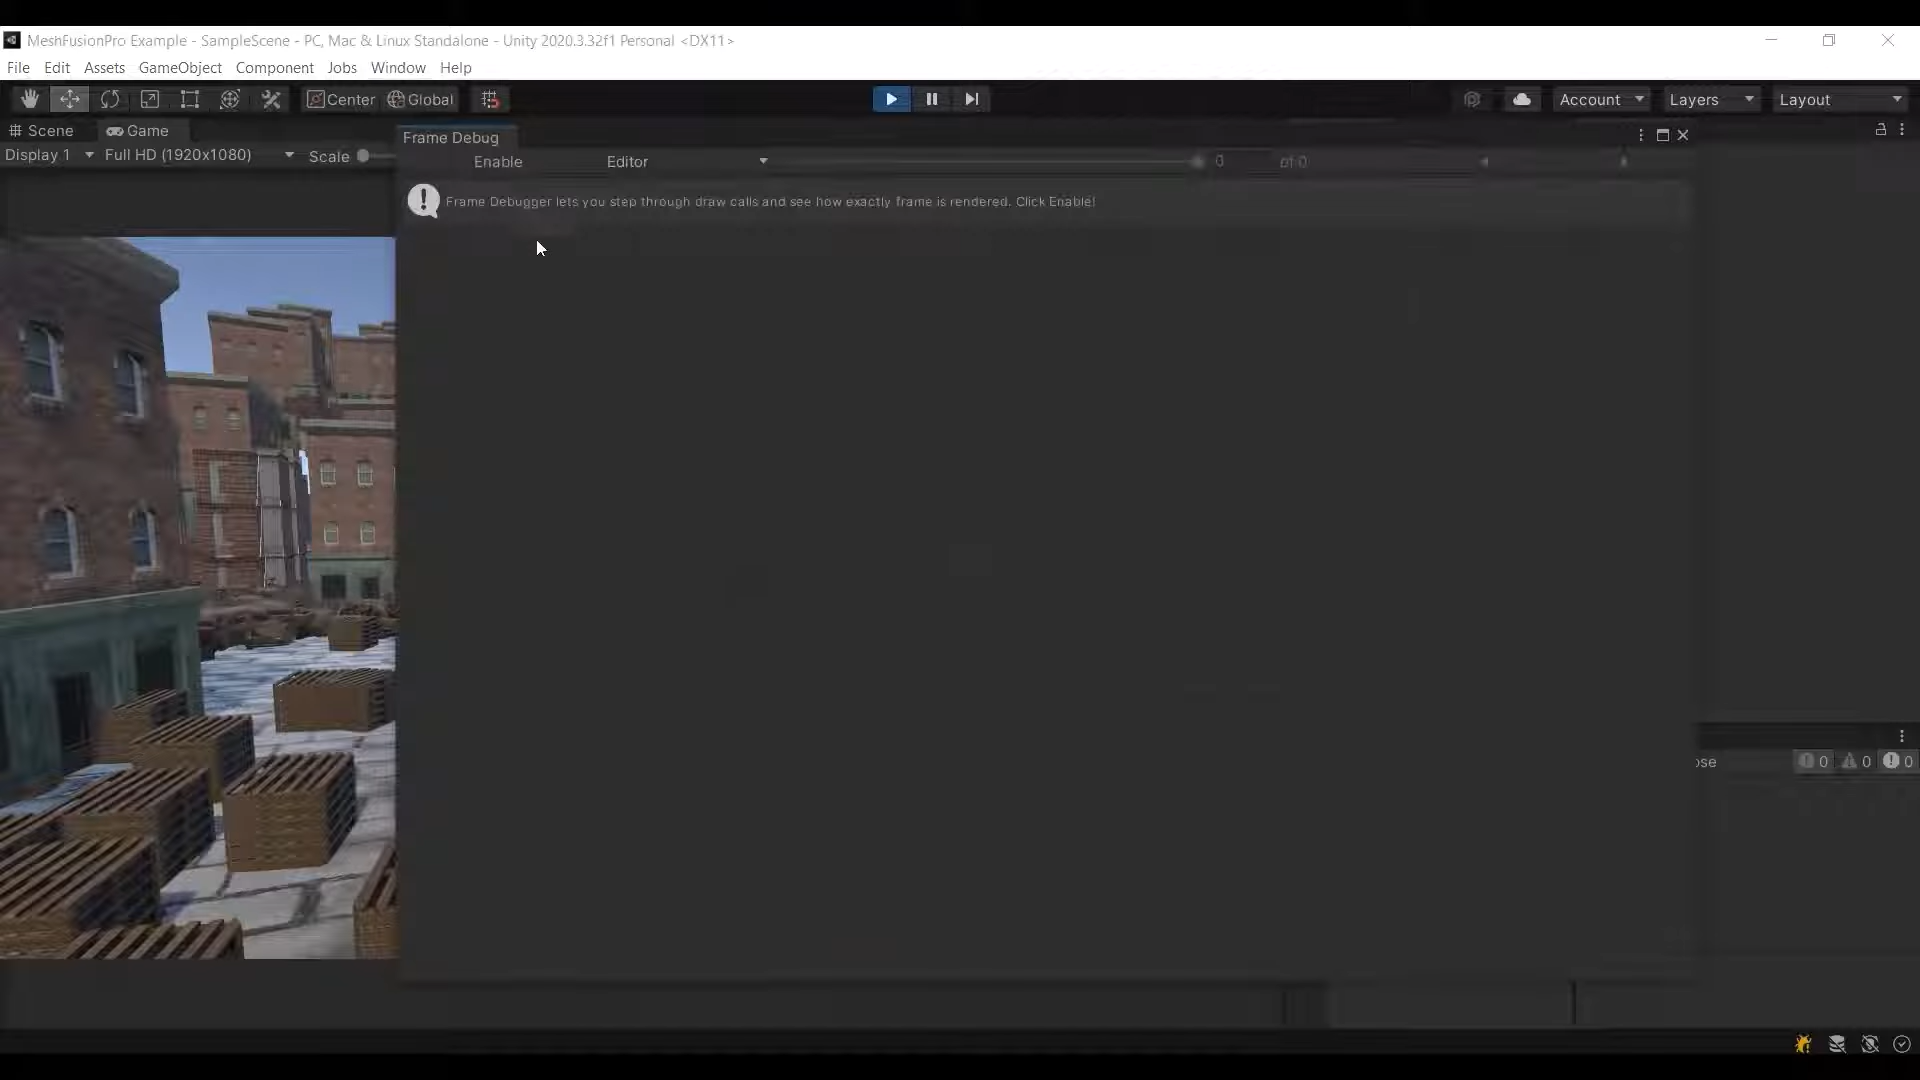 MeshFusionPro Example - SampleScene - PC, Mac & Linux Standalone - Unity 2020.3.32f1 Personal <DX11>
File Edit Assets GameObject Component Jobs Window Help
Center Global Account Layers Layout
Scene Game
Frame Debug
Display 1 Full HD (1920x1080) Scale
Enable Editor 0 of 0
Frame Debugger lets you step through draw calls and see how exactly frame is rendered. Click Enable!
0 0 0